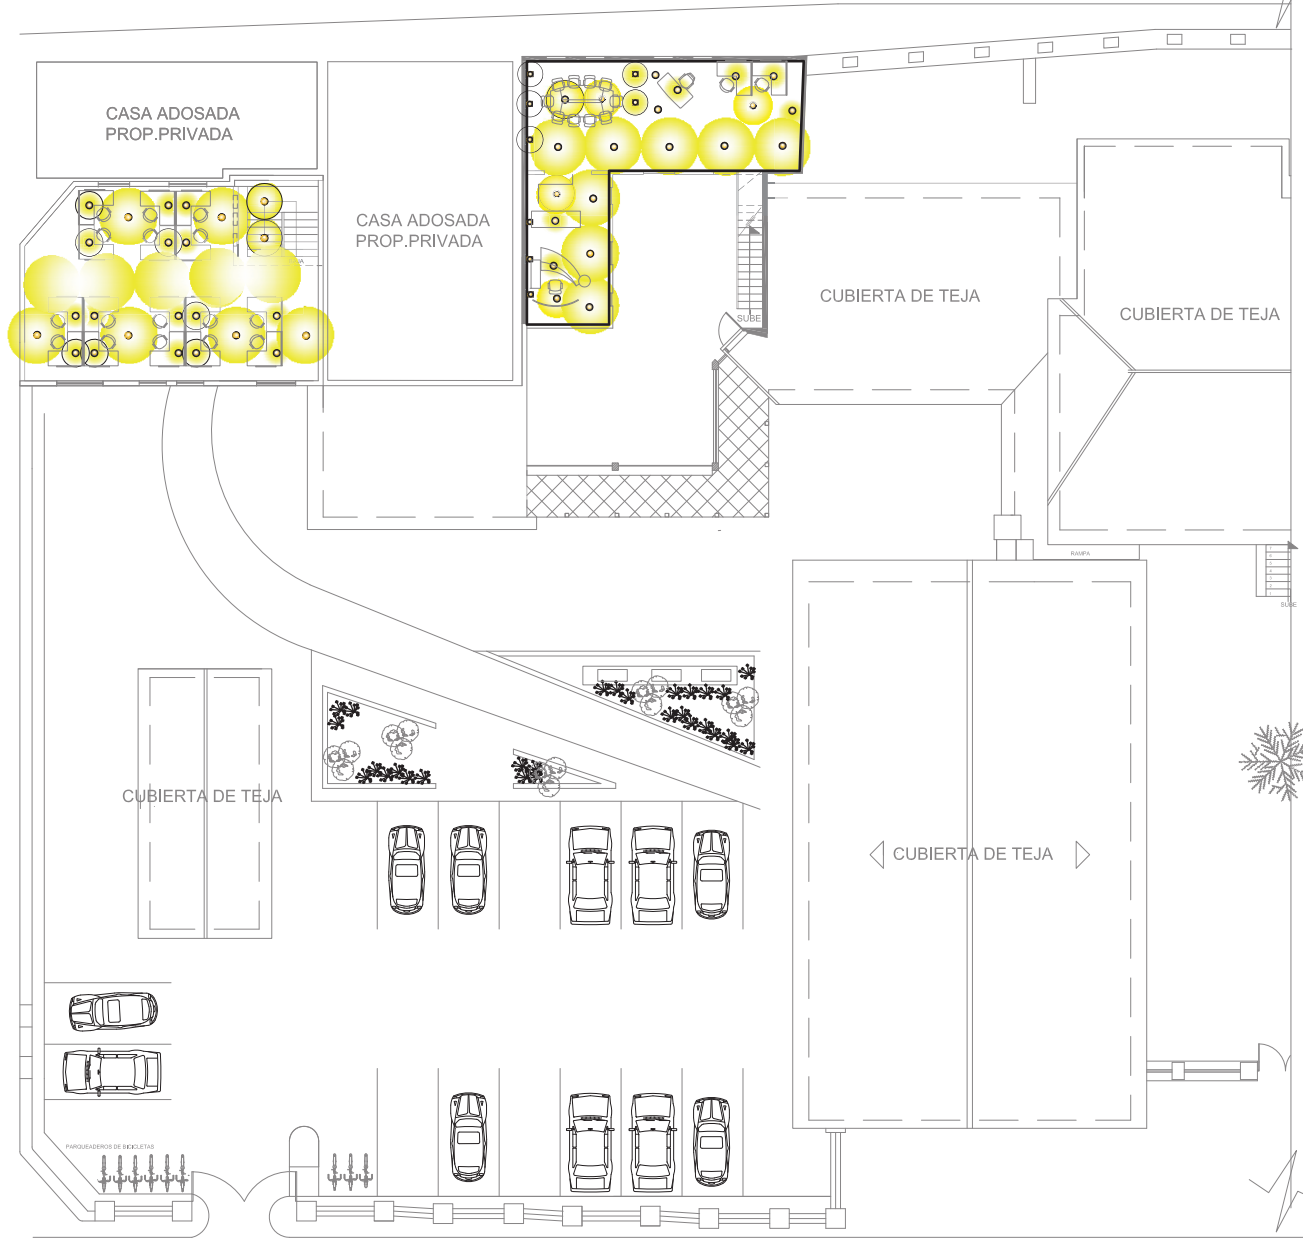 CASA ADOSADA
PROP.PRIVADA
CASA ADOSADA
PROP.PRIVADA
CUBIERTA DE TEJA
CUBIERTA DE TEJA
SUBE
RAMPA
SUBE
CUBIERTA DE TEJA
CUBIERTA DE TEJA
PARQUEADEROS DE BICICLETAS